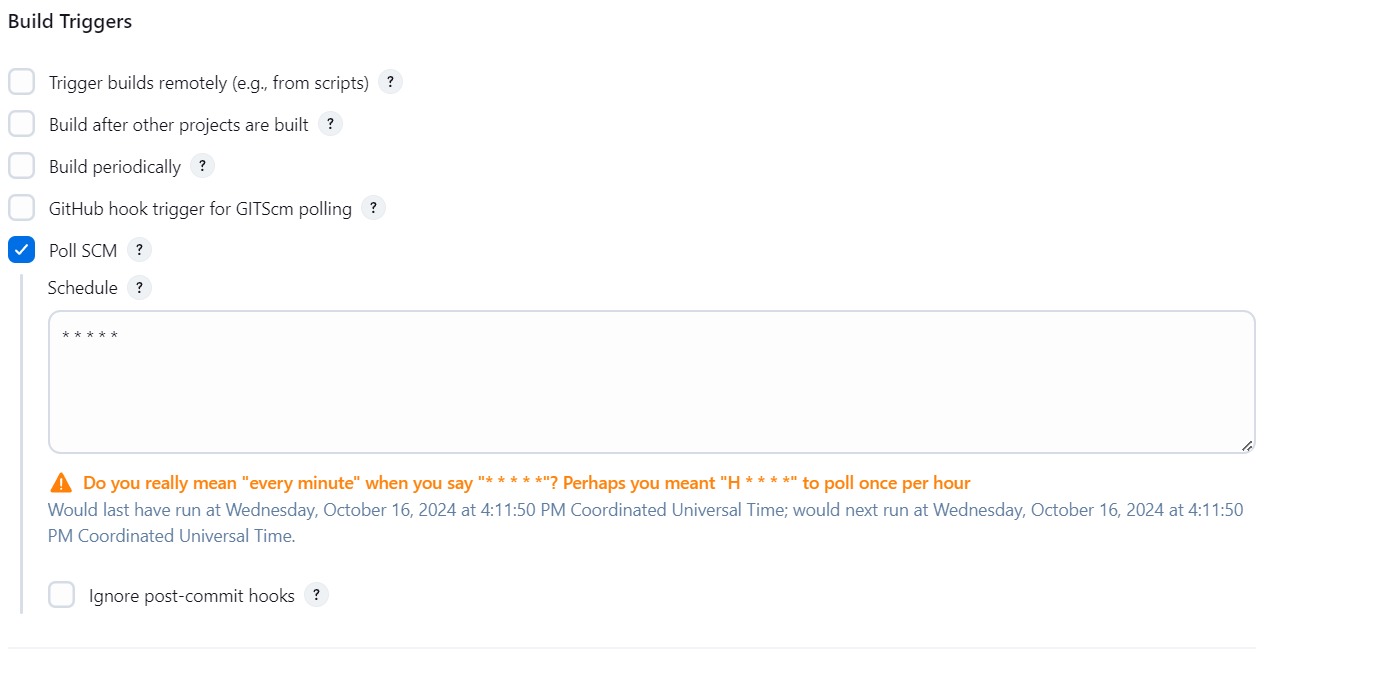 Build Triggers
Trigger builds remotely (e.g., from scripts) ?
Build after other projects are built ?
Build periodically ?
GitHub hook trigger for GITScm polling ?
Poll SCM ?
Schedule ?
* * * * *
Do you really mean "every minute" when you say "* * * * *"? Perhaps you meant "H * * * *" to poll once per hour
Would last have run at Wednesday, October 16, 2024 at 4:11:50 PM Coordinated Universal Time; would next run at Wednesday, October 16, 2024 at 4:11:50
PM Coordinated Universal Time.
Ignore post-commit hooks ?